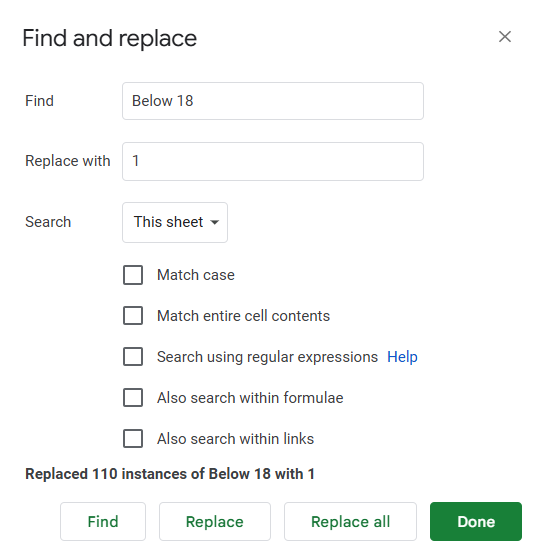 Find and replace
Find
Below 18
Replace with
1
Search
This sheet
Match case
Match entire cell contents
Search using regular expressions Help
Also search within formulae
Also search within links
Replaced 110 instances of Below 18 with 1
Find Replace Replace all Done